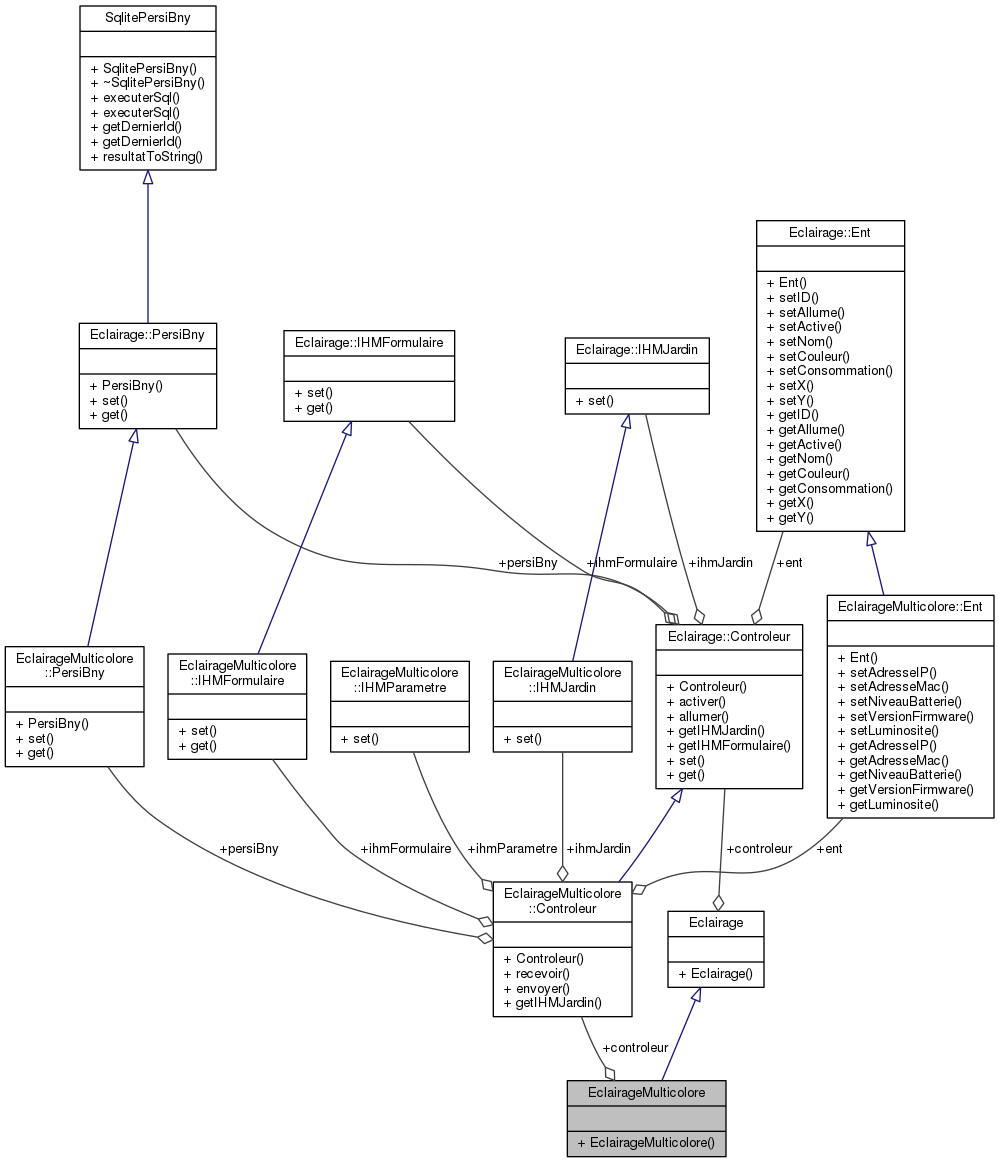 SqlitePersiBny
+ SqlitePersiBny()
+ ~SqlitePersiBny()
+ executerSql()
+ executerSql()
+ getDernierId()
+ getDernierId()
+ resultatToString()
Eclairage::Ent
+ Ent()
+ setID()
+ setAllume()
+ setActive()
+ setNom()
+ setCouleur()
+ setConsommation()
+ setX()
+ setY()
+ getID()
+ getAllume()
+ getActive()
+ getNom()
+ getCouleur()
+ getConsommation()
+ getX()
+ getY()
Eclairage::PersiBny
+ PersiBny()
+ set()
+ get()
Eclairage::IHMFormulaire
+ set()
+ get()
Eclairage::IHMJardin
+ set()
+persiBny
+ihmFormulaire
+ihmJardin
+ent
EclairageMulticolore::Ent
+ Ent()
+ setAdresseIP()
+ setAdresseMac()
+ setNiveauBatterie()
+ setVersionFirmware()
+ setLuminosite()
+ getAdresseIP()
+ getAdresseMac()
+ getNiveauBatterie()
+ getVersionFirmware()
+ getLuminosite()
Eclairage::Controleur
+ Controleur()
+ activer()
+ allumer()
+ getIHMJardin()
+ getIHMFormulaire()
+ set()
+ get()
EclairageMulticolore
::PersiBny
+ PersiBny()
+ set()
+ get()
EclairageMulticolore
::IHMFormulaire
+ set()
+ get()
EclairageMulticolore
::IHMParametre
+ set()
EclairageMulticolore
::IHMJardin
+ set()
+persiBny
+ihmFormulaire
+ihmParametre
+ihmJardin
+controleur
+ent
EclairageMulticolore
::Controleur
+ Controleur()
+ recevoir()
+ envoyer()
+ getIHMJardin()
Eclairage
+ Eclairage()
+controleur
EclairageMulticolore
+ EclairageMulticolore()